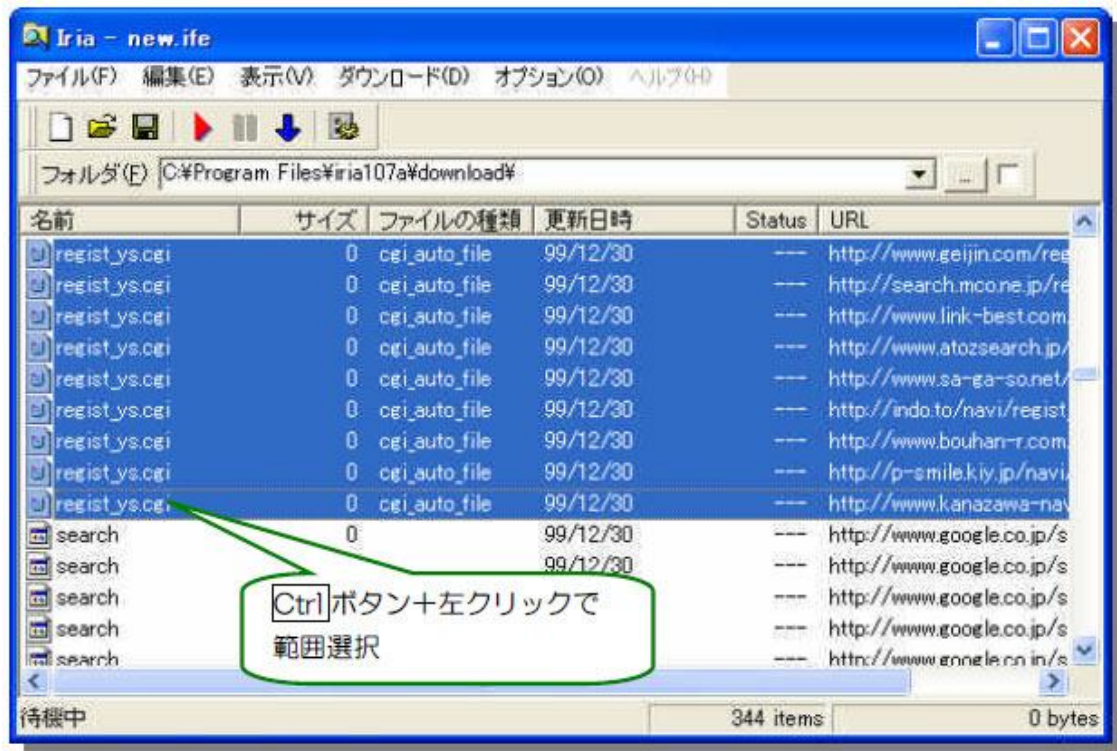 Iria - new.ife
ファイル(F) 編集(E) 表示(V) ダウンロード(D) オプション(O) ヘルプ(H)
フォルダ(F) C:¥Program Files¥iria107a¥download¥ ...
名前 サイズ ファイルの種類 更新日時 Status URL
regist_ys.cgi 0 cgi_auto_file 99/12/30 --- http://www.geijin.com/reg
regist_ys.cgi 0 cgi_auto_file 99/12/30 --- http://search.mco.ne.jp/re
regist_ys.cgi 0 cgi_auto_file 99/12/30 --- http://www.link-best.com
regist_ys.cgi 0 cgi_auto_file 99/12/30 --- http://www.atozsearch.jp/
regist_ys.cgi 0 cgi_auto_file 99/12/30 --- http://www.sa-ga-so.net/
regist_ys.cgi 0 cgi_auto_file 99/12/30 --- http://indo.to/navi/regist
regist_ys.cgi 0 cgi_auto_file 99/12/30 --- http://www.bouhan-r.com
regist_ys.cgi 0 cgi_auto_file 99/12/30 --- http://p-smile.kiy.jp/navi
regist_ys.cgi 0 cgi_auto_file 99/12/30 --- http://www.kanazawa-nav
search 0 99/12/30 --- http://www.google.co.jp/s
search 99/12/30 --- http://www.google.co.jp/s
search --- http://www.google.co.jp/s
search --- http://www.google.co.jp/s
search --- http://www.google.co.jp/s
Ctrlボタン＋左クリックで
範囲選択
待機中 344 items 0 bytes